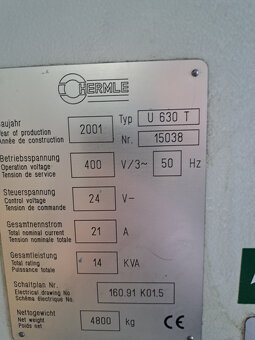 HERMLE
Baujahr
Year of production
Année de construction
2001
Typ U 630 T
Nr. 15038
Betriebsspannung
Operation voltage
Tension de service
400 V/3~ 50 Hz
Steuerspannung
Control voltage
Tension de commande
24 V-
Gesamtnennstrom
Total nominal current
Tension nominale totale
21 A
Gesamtleistung
Total rating
Puissance totale
14 KVA
Schaltplan Nr.
Electrical drawing No
Schéma électrique No
160.91 K01.5
Nettogewicht
Net weight
Poids net
4800 kg
CE